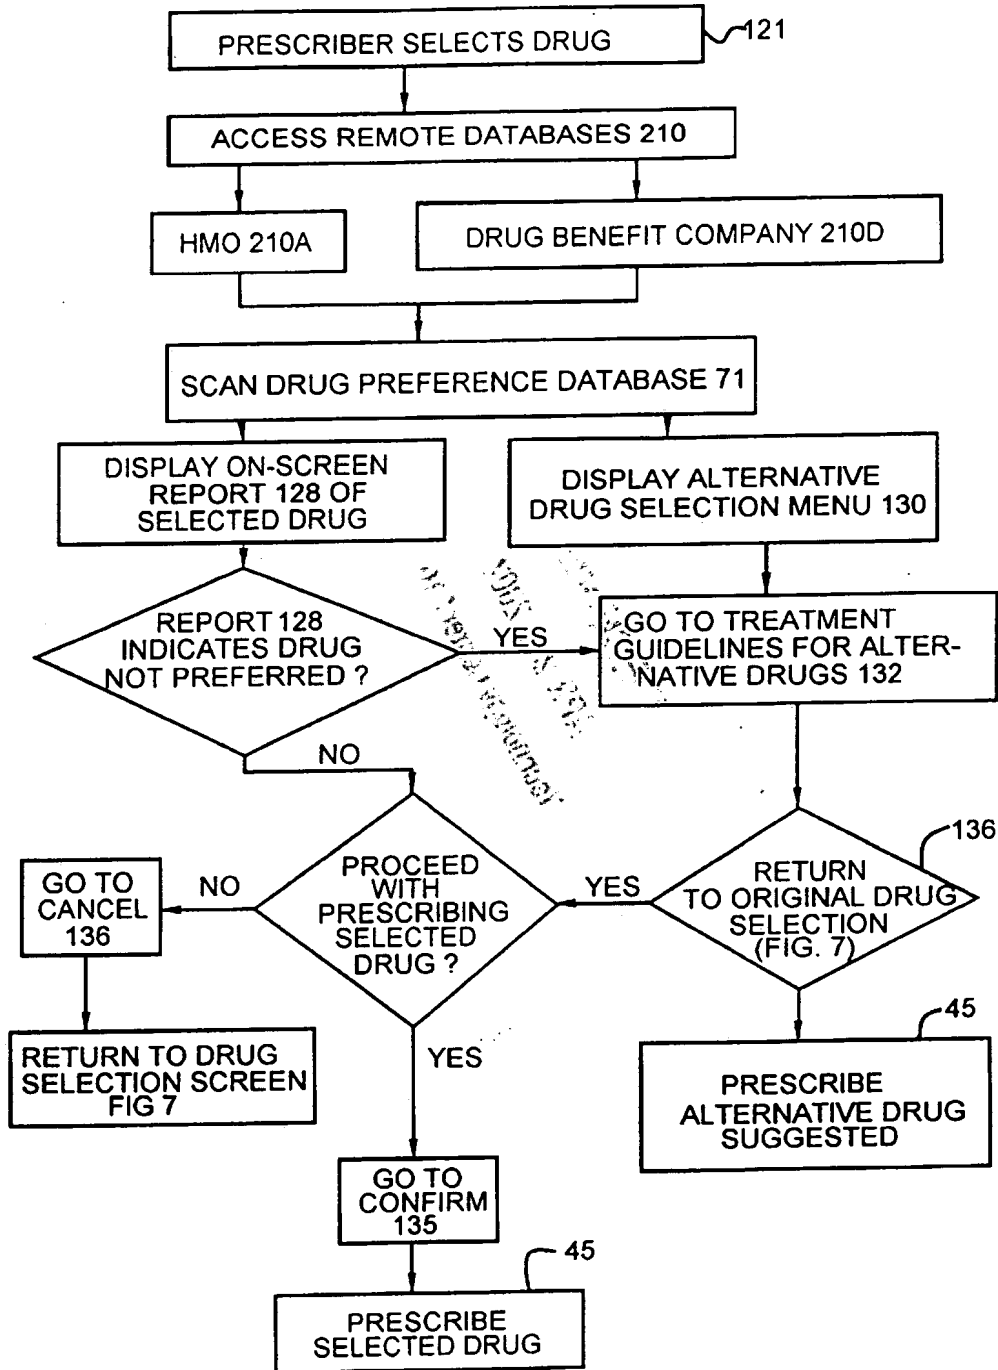 PRESCRIBER SELECTS DRUG
121
ACCESS REMOTE DATABASES 210
HMO 210A
DRUG BENEFIT COMPANY 210D
SCAN DRUG PREFERENCE DATABASE 71
DISPLAY ON-SCREEN
REPORT 128 OF
SELECTED DRUG
DISPLAY ALTERNATIVE
DRUG SELECTION MENU 130
REPORT 128
INDICATES DRUG
NOT PREFERRED ?
YES
GO TO TREATMENT
GUIDELINES FOR ALTER-
NATIVE DRUGS 132
NO
136
GO TO
CANCEL
136
NO
PROCEED
WITH
PRESCRIBING
SELECTED
DRUG ?
YES
RETURN
TO ORIGINAL DRUG
SELECTION
(FIG. 7)
RETURN TO DRUG
SELECTION SCREEN
FIG 7
YES
45
PRESCRIBE
ALTERNATIVE DRUG
SUGGESTED
GO TO
CONFIRM
135
45
PRESCRIBE
SELECTED DRUG